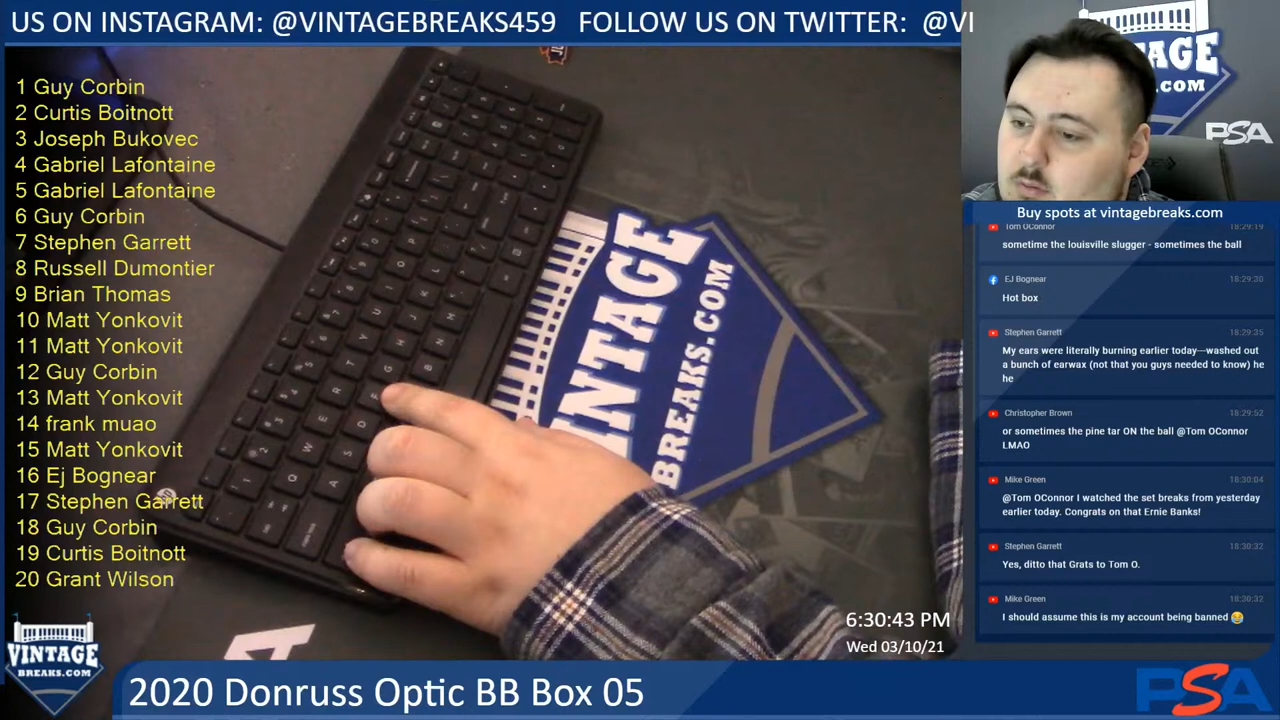 US ON INSTAGRAM: @VINTAGEBREAKS459 FOLLOW US ON TWITTER: @VI
1 Guy Corbin
2 Curtis Boitnott
3 Joseph Bukovec
4 Gabriel Lafontaine
5 Gabriel Lafontaine
6 Guy Corbin
7 Stephen Garrett
8 Russell Dumontier
9 Brian Thomas
10 Matt Yonkovit
11 Matt Yonkovit
12 Guy Corbin
13 Matt Yonkovit
14 frank muao
15 Matt Yonkovit
16 Ej Bognear
17 Stephen Garrett
18 Guy Corbin
19 Curtis Boitnott
20 Grant Wilson
VINTAGE
BREAKS.COM
AGE
.COM
PSA
Buy spots at vintagebreaks.com
Tom OConnor 18:29:19
sometime the louisville slugger - sometimes the ball
EJ Bognear 18:29:30
Hot box
Stephen Garrett 18:29:35
My ears were literally burning earlier today—washed out
a bunch of earwax (not that you guys needed to know) he
he
Christopher Brown 18:29:52
or sometimes the pine tar ON the ball @Tom OConnor
LMAO
Mike Green 18:30:04
@Tom OConnor I watched the set breaks from yesterday
earlier today. Congrats on that Ernie Banks!
Stephen Garrett 18:30:32
Yes, ditto that Grats to Tom O.
Mike Green 18:30:32
I should assume this is my account being banned 😂
6:30:43 PM
Wed 03/10/21
VINTAGE
BREAKS.COM
2020 Donruss Optic BB Box 05
PSA